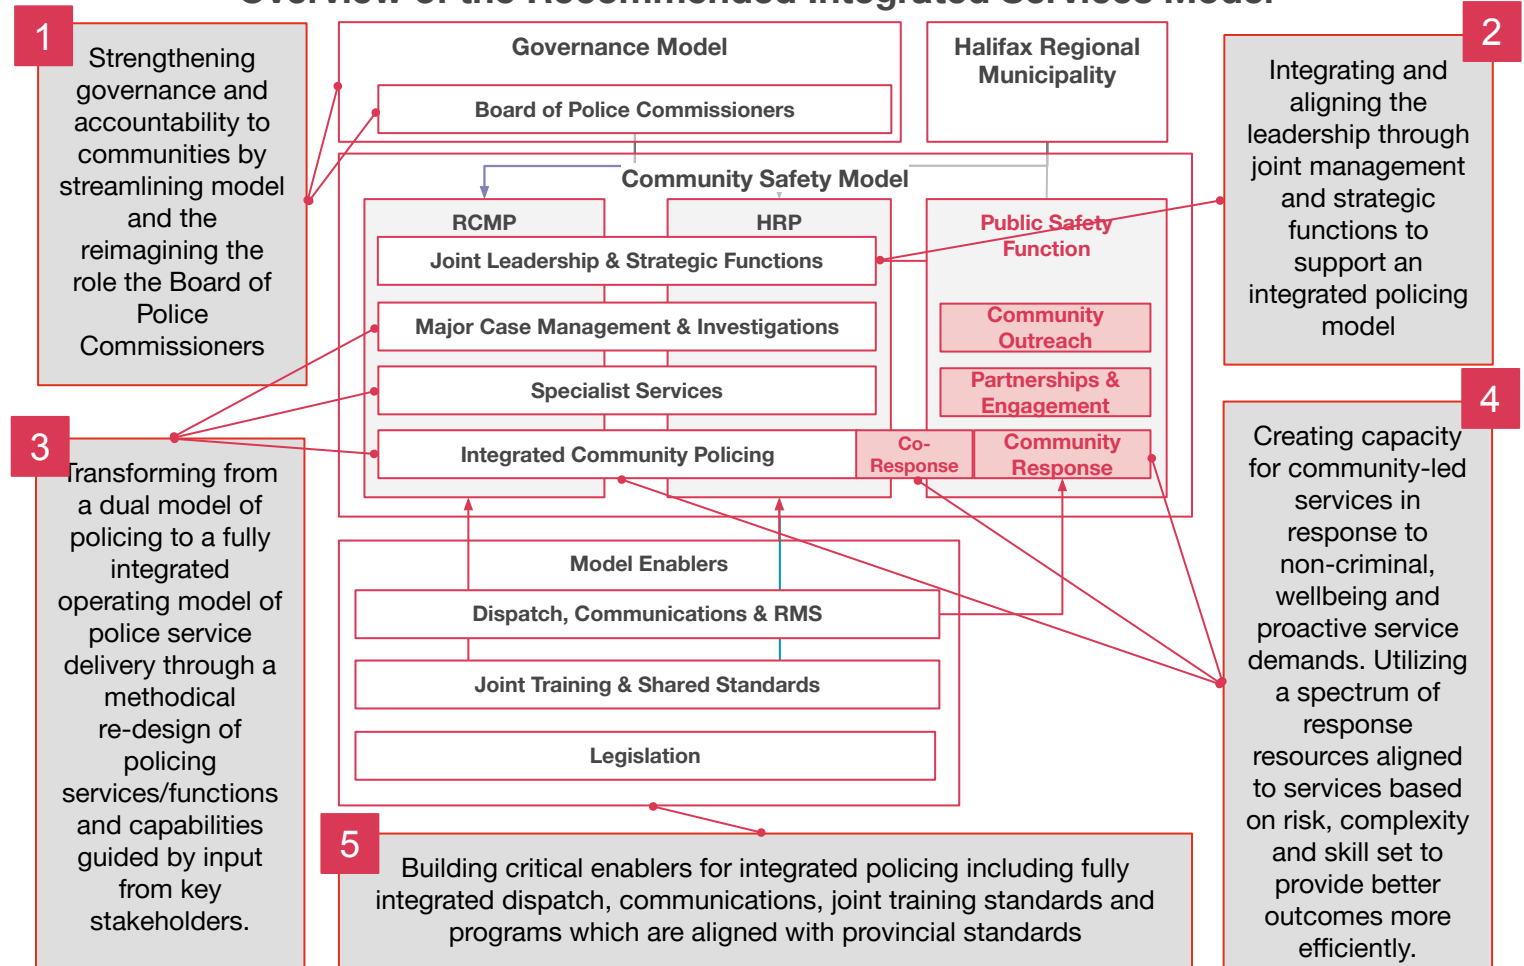 Overview of the Recommended Integrated Services Model
1
Strengthening
governance and
accountability to
communities by
streamlining model
and the
reimagining the
role the Board of
Police
Commissioners
Governance Model
Board of Police Commissioners
Halifax Regional
Municipality
2
Integrating and
aligning the
leadership through
joint management
and strategic
functions to
support an
integrated policing
model
Community Safety Model
RCMP
HRP
Public Safety
Function
Joint Leadership & Strategic Functions
Major Case Management & Investigations
Specialist Services
Integrated Community Policing
Community
Outreach
Partnerships &
Engagement
Co-
Response
Community
Response
3
Transforming from
a dual model of
policing to a fully
integrated
operating model of
police service
delivery through a
methodical
re-design of
policing
services/functions
and capabilities
guided by input
from key
stakeholders.
4
Creating capacity
for community-led
services in
response to
non-criminal,
wellbeing and
proactive service
demands. Utilizing
a spectrum of
response
resources aligned
to services based
on risk, complexity
and skill set to
provide better
outcomes more
efficiently.
Model Enablers
Dispatch, Communications & RMS
Joint Training & Shared Standards
Legislation
5
Building critical enablers for integrated policing including fully
integrated dispatch, communications, joint training standards and
programs which are aligned with provincial standards